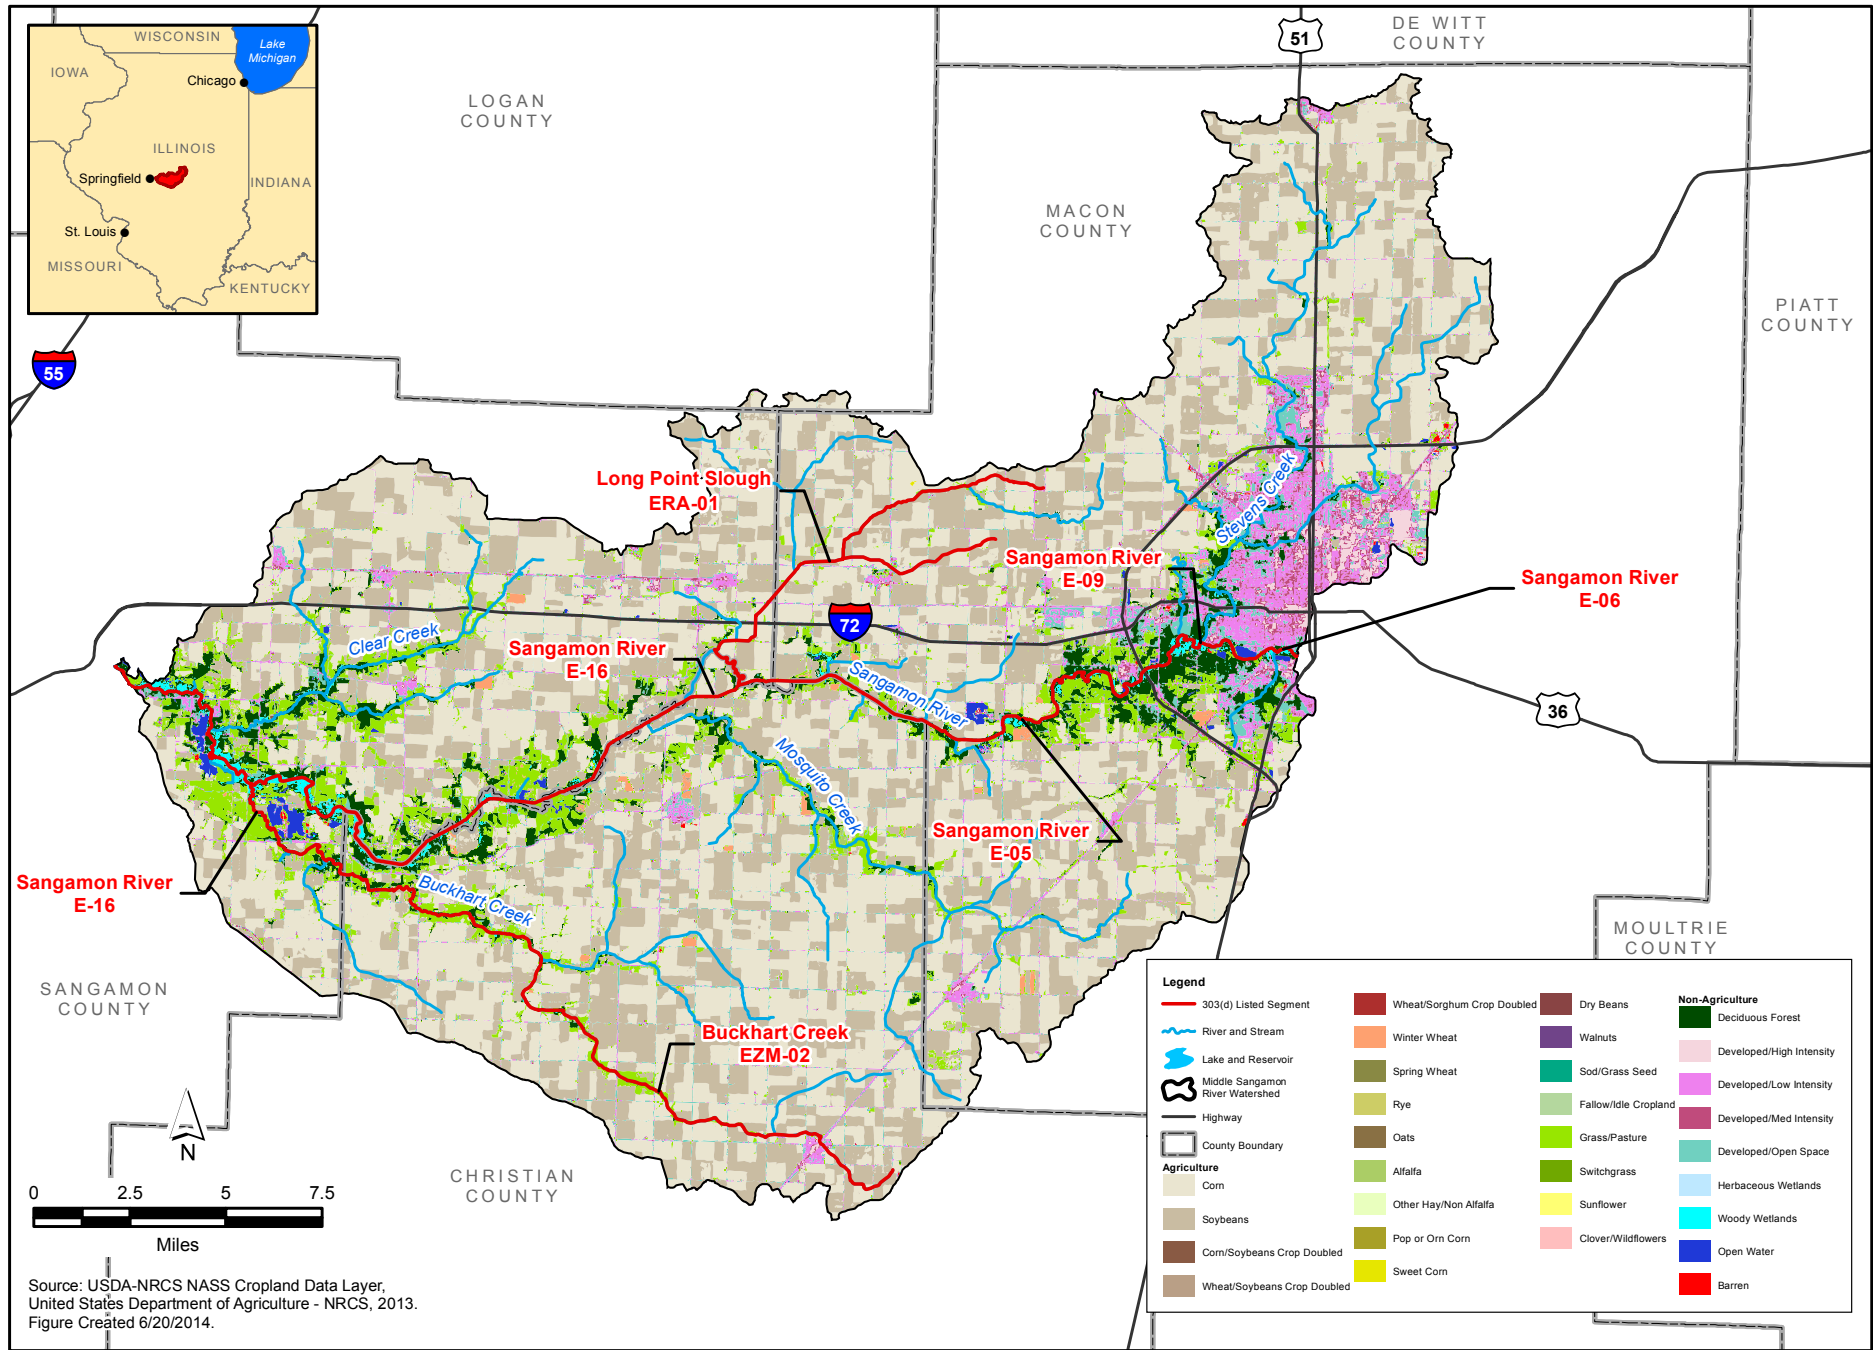 WISCONSIN
Lake
Michigan
IOWA
Chicago
ILLINOIS
Springfield
INDIANA
St. Louis
MISSOURI
KENTUCKY
LOGAN
COUNTY
51
DE WITT
COUNTY
MACON
COUNTY
PIATT
COUNTY
55
Long Point Slough
ERA-01
Stevens Creek
Sangamon River
E-09
Sangamon River
E-06
72
Clear Creek
Sangamon River
E-16
Sangamon River
36
Mosquito Creek
Sangamon River
E-05
Sangamon River
E-16
Buckhart Creek
MOULTRIE
COUNTY
SANGAMON
COUNTY
Buckhart Creek
EZM-02
CHRISTIAN
COUNTY
N
0 2.5 5 7.5
Miles
Source: USDA-NRCS NASS Cropland Data Layer,
United States Department of Agriculture - NRCS, 2013.
Figure Created 6/20/2014.
Legend
303(d) Listed Segment
River and Stream
Lake and Reservoir
Middle Sangamon
River Watershed
Highway
County Boundary
Agriculture
Corn
Soybeans
Corn/Soybeans Crop Doubled
Wheat/Soybeans Crop Doubled
Wheat/Sorghum Crop Doubled
Winter Wheat
Spring Wheat
Rye
Oats
Alfalfa
Other Hay/Non Alfalfa
Pop or Orn Corn
Sweet Corn
Dry Beans
Walnuts
Sod/Grass Seed
Fallow/Idle Cropland
Grass/Pasture
Switchgrass
Sunflower
Clover/Wildflowers
Non-Agriculture
Deciduous Forest
Developed/High Intensity
Developed/Low Intensity
Developed/Med Intensity
Developed/Open Space
Herbaceous Wetlands
Woody Wetlands
Open Water
Barren